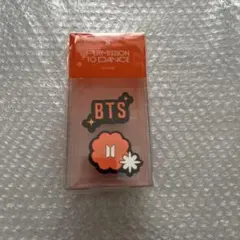 PERMISSION
TO DANCE
BTS